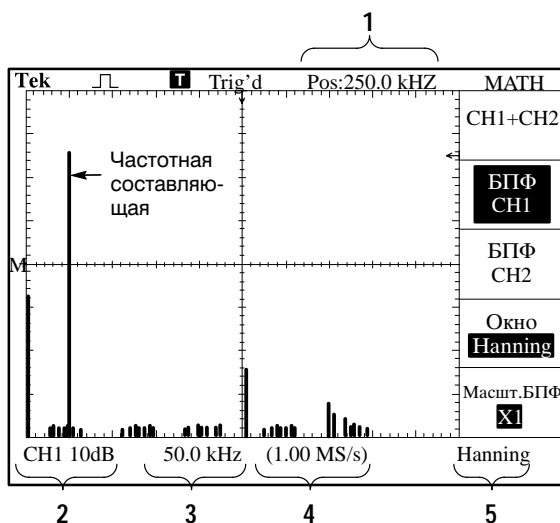 1
Tek T Trig'd Pos:250.0 kHZ MATH
CH1+CH2
Частотная
составляю-
щая
БПФ
CH1
M
БПФ
CH2
Окно
Hanning
Масшт.БПФ
X1
CH1 10dB 50.0 kHz (1.00 MS/s) Hanning
2 3 4 5